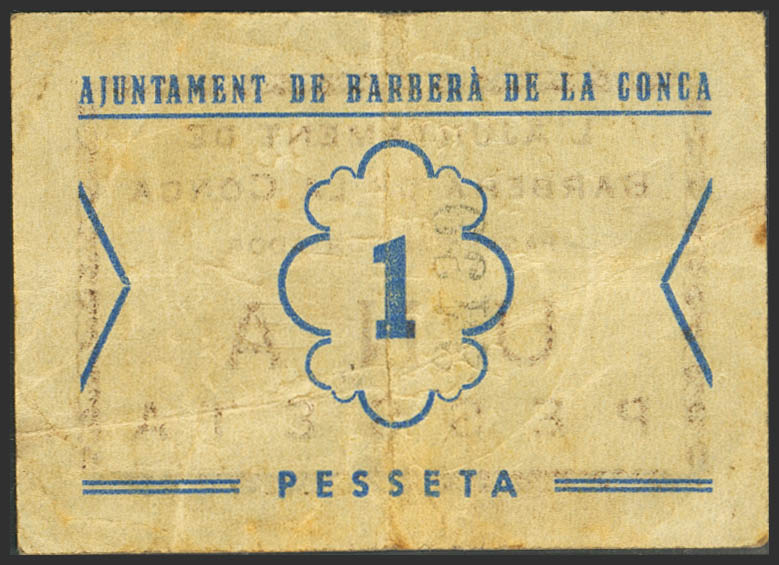 AJUNTAMENT DE BARBERÀ DE LA CONCA
1
PESSETA